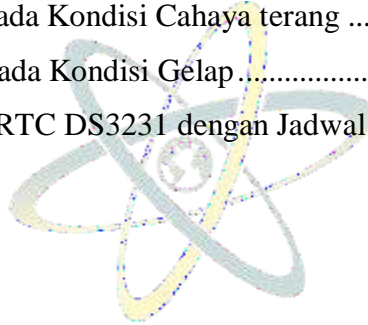 ada Kondisi Cahaya terang ...
ada Kondisi Gelap .................
RTC DS3231 dengan Jadwal